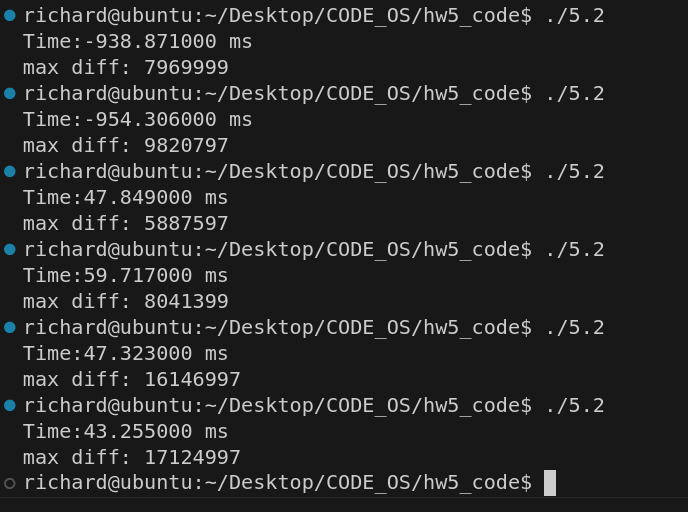 richard@ubuntu:~/Desktop/CODE_OS/hw5_code$ ./5.2
Time:-938.871000 ms
max diff: 7969999
richard@ubuntu:~/Desktop/CODE_OS/hw5_code$ ./5.2
Time:-954.306000 ms
max diff: 9820797
richard@ubuntu:~/Desktop/CODE_OS/hw5_code$ ./5.2
Time:47.849000 ms
max diff: 5887597
richard@ubuntu:~/Desktop/CODE_OS/hw5_code$ ./5.2
Time:59.717000 ms
max diff: 8041399
richard@ubuntu:~/Desktop/CODE_OS/hw5_code$ ./5.2
Time:47.323000 ms
max diff: 16146997
richard@ubuntu:~/Desktop/CODE_OS/hw5_code$ ./5.2
Time:43.255000 ms
max diff: 17124997
richard@ubuntu:~/Desktop/CODE_OS/hw5_code$